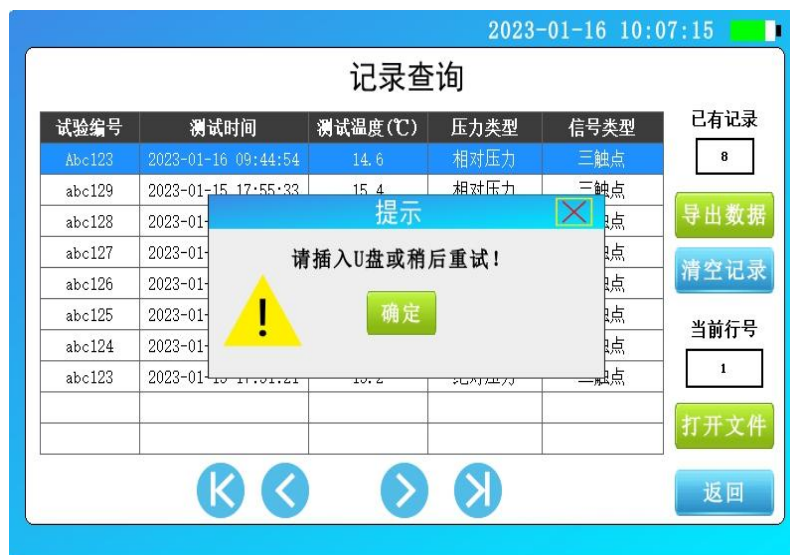 2023-01-16 10:07:15
记录查询
试验编号 测试时间 测试温度(℃) 压力类型 信号类型
Abc123 2023-01-16 09:44:54 14.6 相对压力 三触点
abc129 2023-01-15 17:55:33 15.4 相对压力 三触点
abc128 2023-01-
abc127 2023-01-
abc126 2023-01-
abc125 2023-01-
abc124 2023-01-
abc123 2023-01-
提示
请插入U盘或稍后重试!
!
确定
已有记录
8
导出数据
清空记录
当前行号
1
打开文件
返回